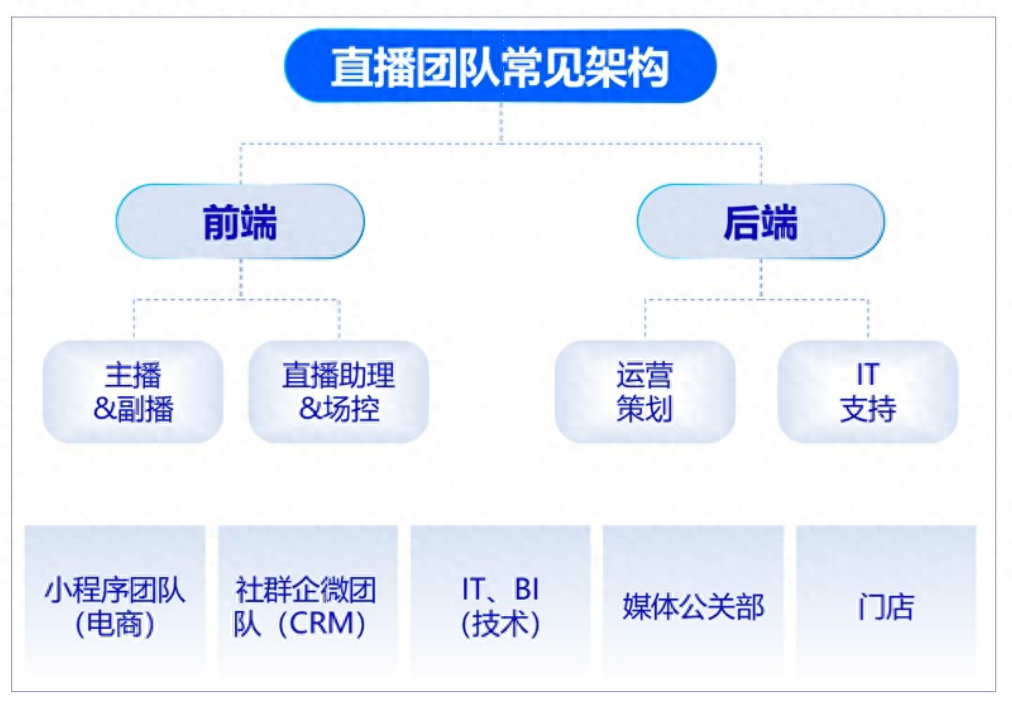 直播团队常见架构
前端
后端
主播
&副播
直播助理
&场控
运营
策划
IT
支持
小程序团队
（电商）
社群企微团
队（CRM）
IT、BI
（技术）
媒体公关部
门店